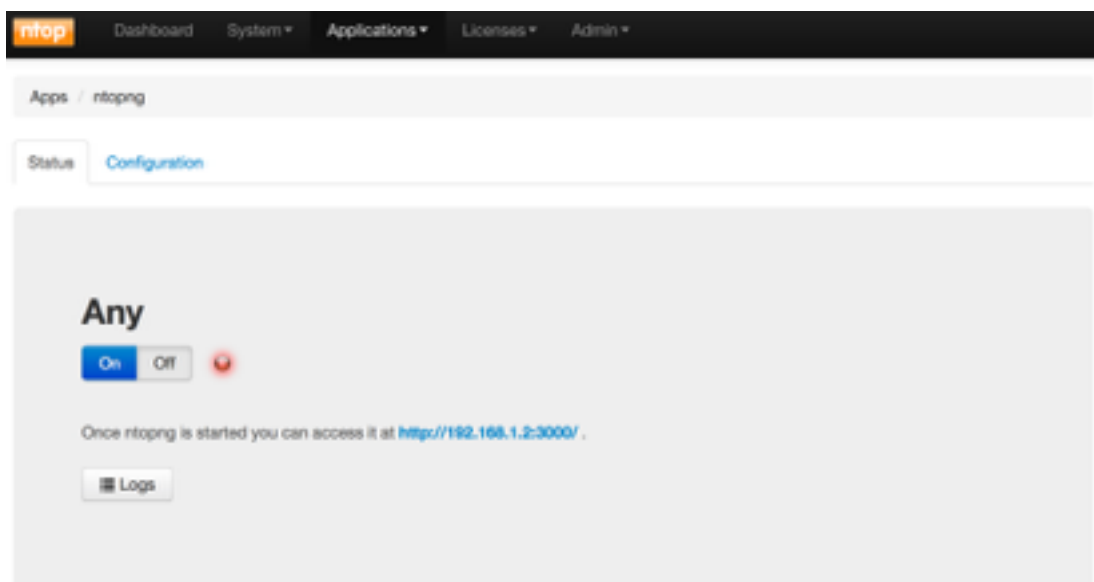 ntop Dashboard System Applications Licenses Admin
Apps / ntopng
Status Configuration
Any
On Off
Once ntopng is started you can access it at http://192.168.1.2:3000/ .
Logs